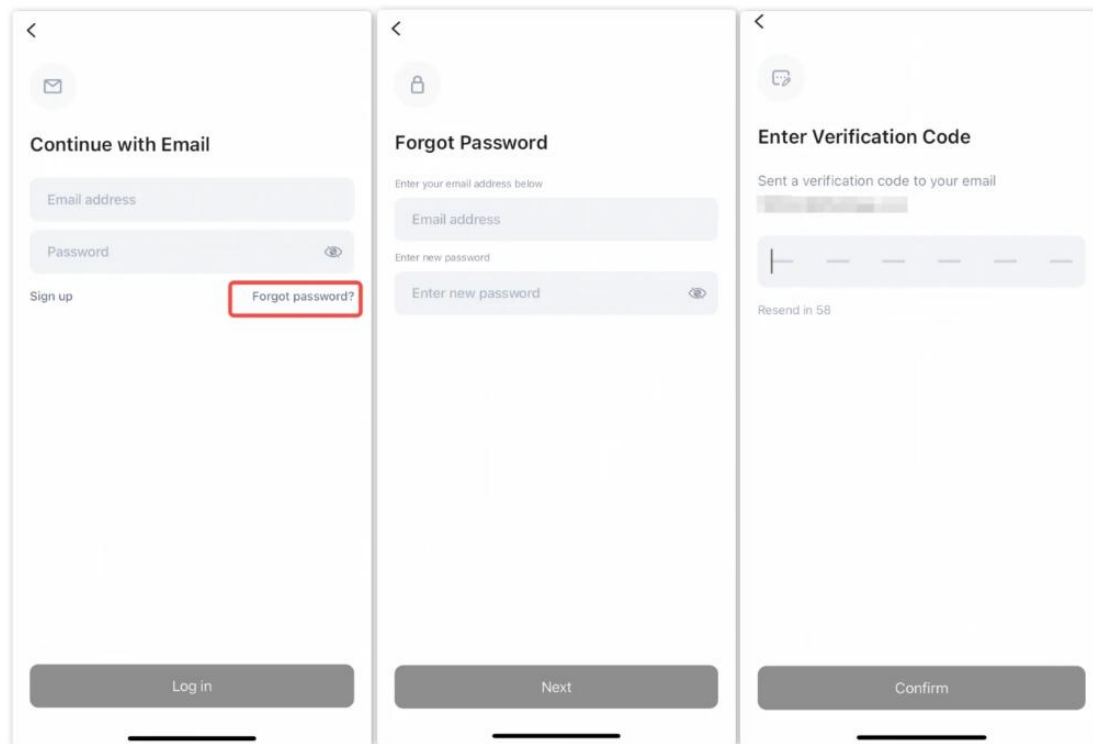 Continue with Email
Email address
Password
Sign up
Forgot password?
Log in
Forgot Password
Enter your email address below
Email address
Enter new password
Enter new password
Next
Enter Verification Code
Sent a verification code to your email
Resend in 58
Confirm